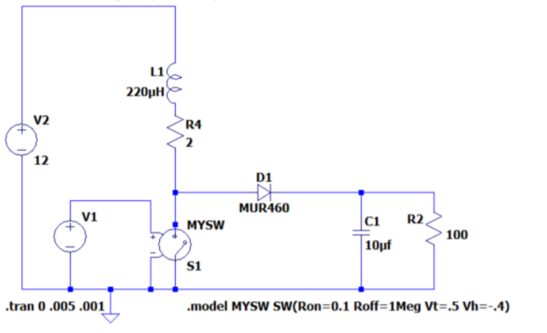 L1
220µH
R4
2
V2
12
D1
MUR460
V1
MYSW
S1
C1
10µf
R2
100
.tran 0 .005 .001
.model MYSW SW(Ron=0.1 Roff=1Meg Vt=.5 Vh=-.4)